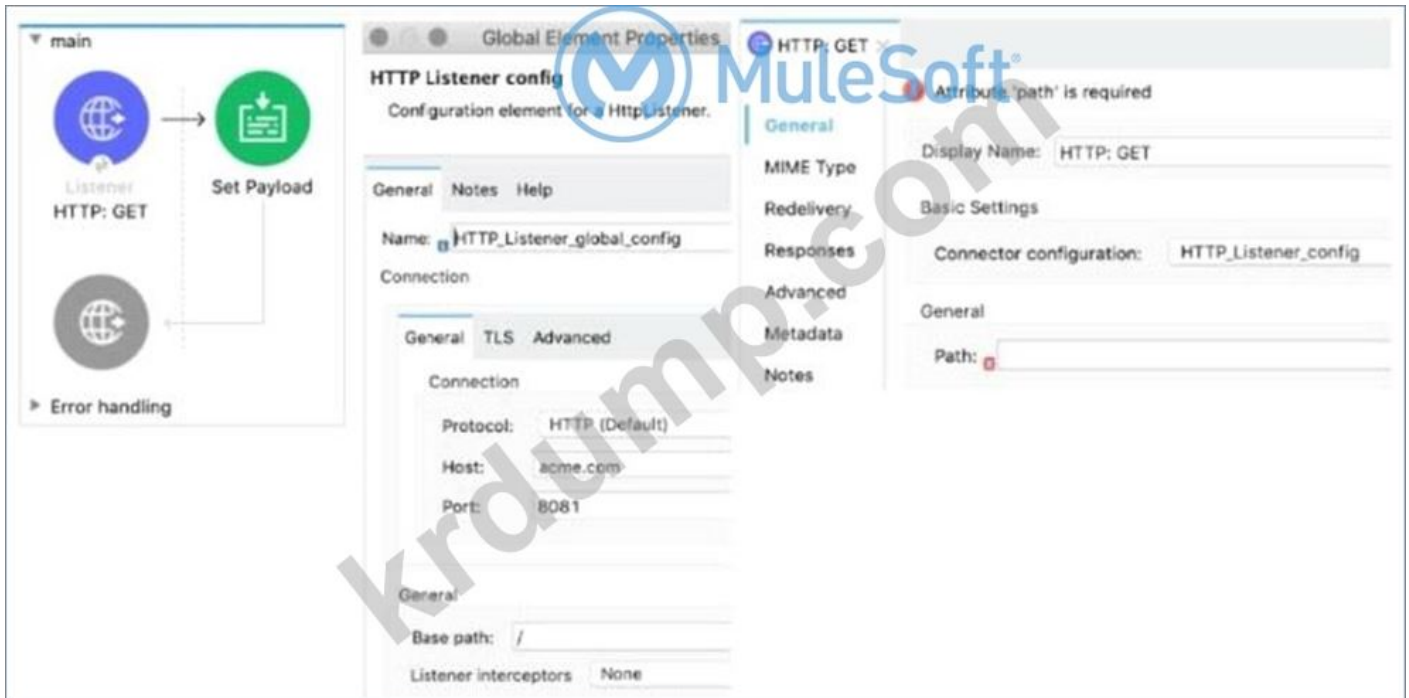 main
Listener
HTTP: GET
Set Payload
Error handling
Global Element Properties
HTTP Listener config
Configuration element for a HttpListener.
General Notes Help
Name: HTTP_Listener_global_config
Connection
General TLS Advanced
Connection
Protocol: HTTP (Default)
Host: acme.com
Port: 8081
General
Base path: /
Listener interceptors None
HTTP: GET
Attribute 'path' is required
General
MIME Type
Redelivery
Responses
Advanced
Metadata
Notes
Display Name: HTTP: GET
Basic Settings
Connector configuration: HTTP_Listener_config
General
Path:
MuleSoft
krdump.com